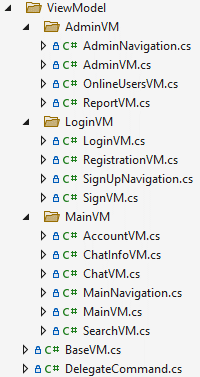 ViewModel
AdminVM
C# AdminNavigation.cs
C# AdminVM.cs
C# OnlineUsersVM.cs
C# ReportVM.cs
LoginVM
C# LoginVM.cs
C# RegistrationVM.cs
C# SignUpNavigation.cs
C# SignVM.cs
MainVM
C# AccountVM.cs
C# ChatInfoVM.cs
C# ChatVM.cs
C# MainNavigation.cs
C# MainVM.cs
C# SearchVM.cs
C# BaseVM.cs
C# DelegateCommand.cs